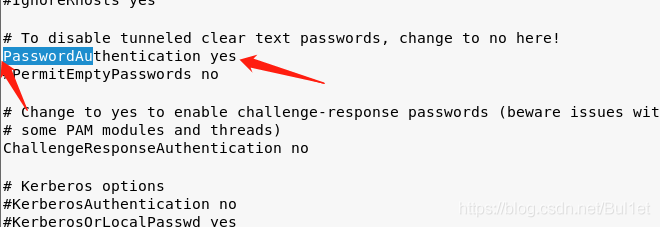 #IgnoreRhosts yes
# To disable tunneled clear text passwords, change to no here!
PasswordAuthentication yes
#PermitEmptyPasswords no
# Change to yes to enable challenge-response passwords (beware issues wit
# some PAM modules and threads)
ChallengeResponseAuthentication no
# Kerberos options
#KerberosAuthentication no
#KerberosOrLocalPasswd yes
https://blog.csdn.net/Bul1et